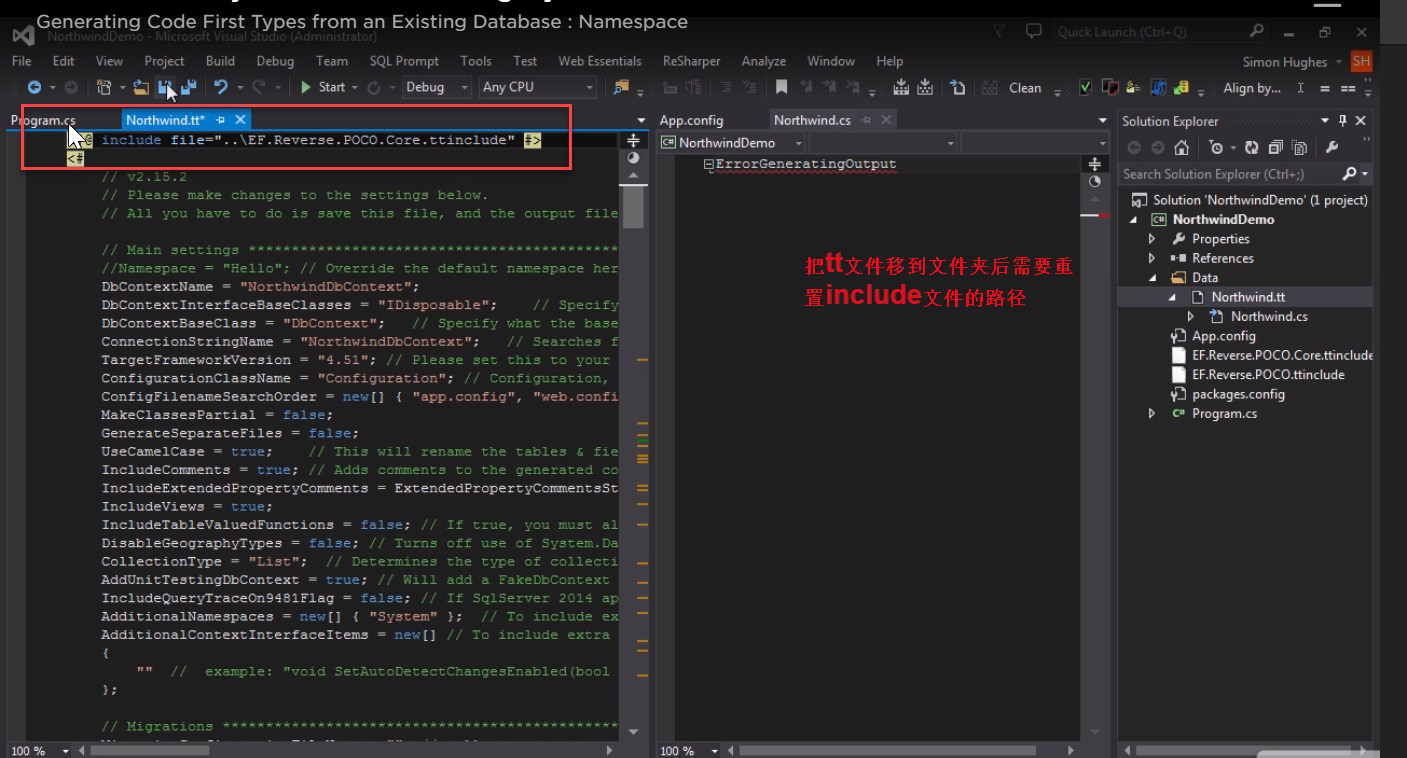 Generating Code First Types from an Existing Database : Namespace
NorthwindDemo - Microsoft Visual Studio (Administrator)
Quick Launch (Ctrl+Q)
File Edit View Project Build Debug Team SQL Prompt Tools Test Web Essentials ReSharper Analyze Window Help
Simon Hughes SH
Start Debug Any CPU Clean Align by...
Program.cs Northwind.tt*
include file="..\EF.Reverse.POCO.Core.ttinclude" #>
<#
// v2.15.2
// Please make changes to the settings below.
// All you have to do is save this file, and the output file
// Main settings **********************************************
//Namespace = "Hello"; // Override the default namespace her
DbContextName = "NorthwindDbContext";
DbContextInterfaceBaseClasses = "IDisposable"; // Specify
DbContextBaseClass = "DbContext"; // Specify what the base
ConnectionStringName = "NorthwindDbContext"; // Searches f
TargetFrameworkVersion = "4.51"; // Please set this to your
ConfigurationClassName = "Configuration"; // Configuration,
ConfigFilenameSearchOrder = new[] { "app.config", "web.confi
MakeClassesPartial = false;
GenerateSeparateFiles = false;
UseCamelCase = true; // This will rename the tables & fie
IncludeComments = true; // Adds comments to the generated co
IncludeExtendedPropertyComments = ExtendedPropertyCommentsSt
IncludeViews = true;
IncludeTableValuedFunctions = false; // If true, you must al
DisableGeographyTypes = false; // Turns off use of System.Da
CollectionType = "List"; // Determines the type of collecti
AddUnitTestingDbContext = true; // Will add a FakeDbContext
IncludeQueryTraceOn9481Flag = false; // If SqlServer 2014 ap
AdditionalNamespaces = new[] { "System" }; // To include ex
AdditionalContextInterfaceItems = new[] // To include extra
{
"" // example: "void SetAutoDetectChangesEnabled(bool
};
// Migrations **********************************************
100 %
App.config Northwind.cs
NorthwindDemo
ErrorGeneratingOutput
把tt文件移到文件夹后需要重
置include文件的路径
100 %
Solution Explorer
Search Solution Explorer (Ctrl+;)
Solution 'NorthwindDemo' (1 project)
NorthwindDemo
Properties
References
Data
Northwind.tt
Northwind.cs
App.config
EF.Reverse.POCO.Core.ttinclude
EF.Reverse.POCO.ttinclude
packages.config
Program.cs